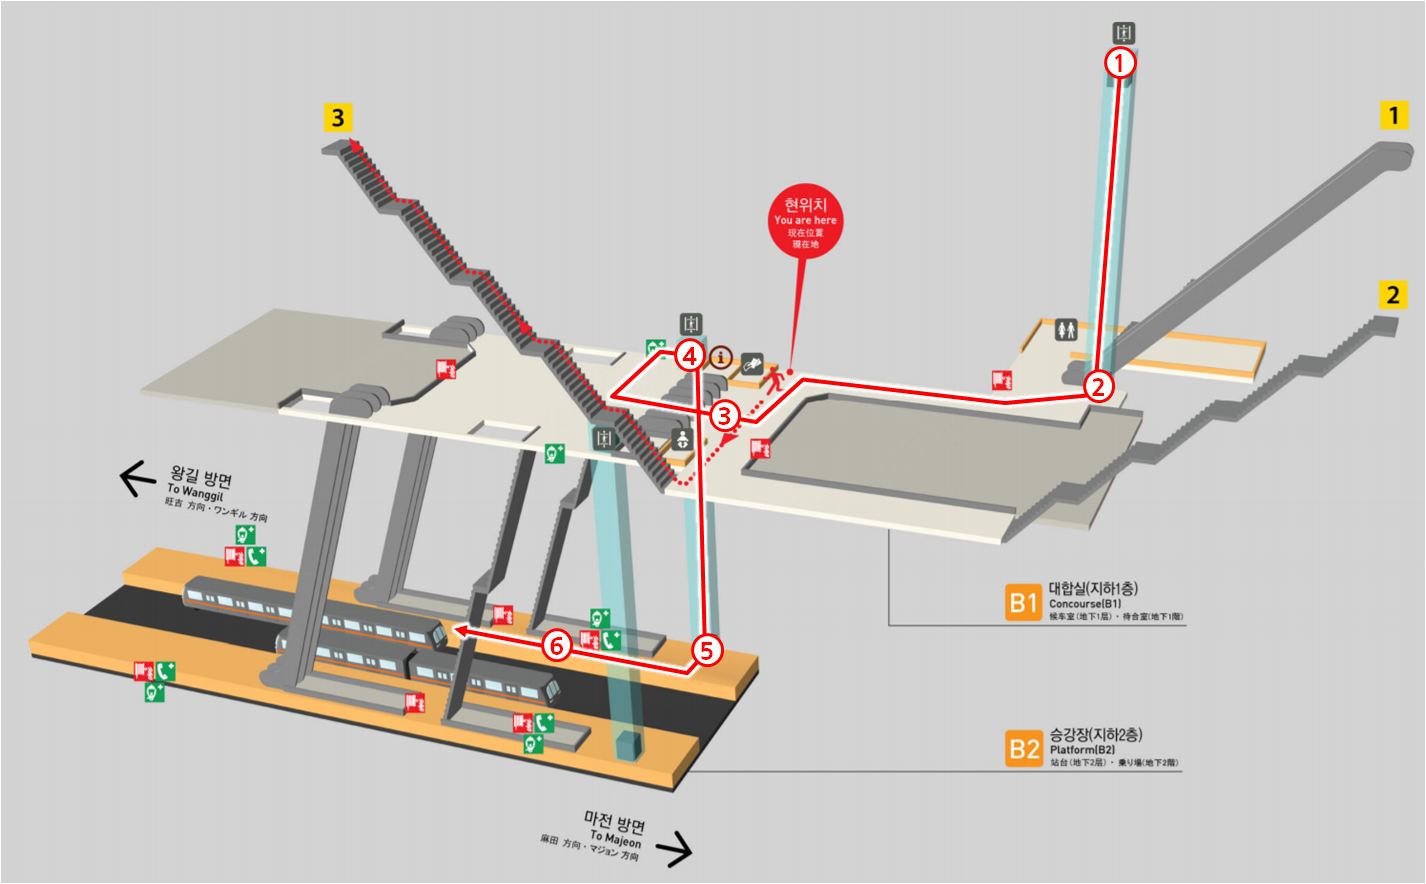 1
3
1
현위치
You are here
现在位置
現在地
2
4
i
3
2
왕길 방면
To Wanggil
旺吉 方向 · ワンギル 方向
B1
대합실(지하1층)
Concourse(B1)
候车室(地下1层) · 待合室(地下1階)
6
5
B2
승강장(지하2층)
Platform(B2)
站台(地下2层) · 乗り場(地下2階)
마전 방면
To Majeon
麻田 方向 · マジョン 方向